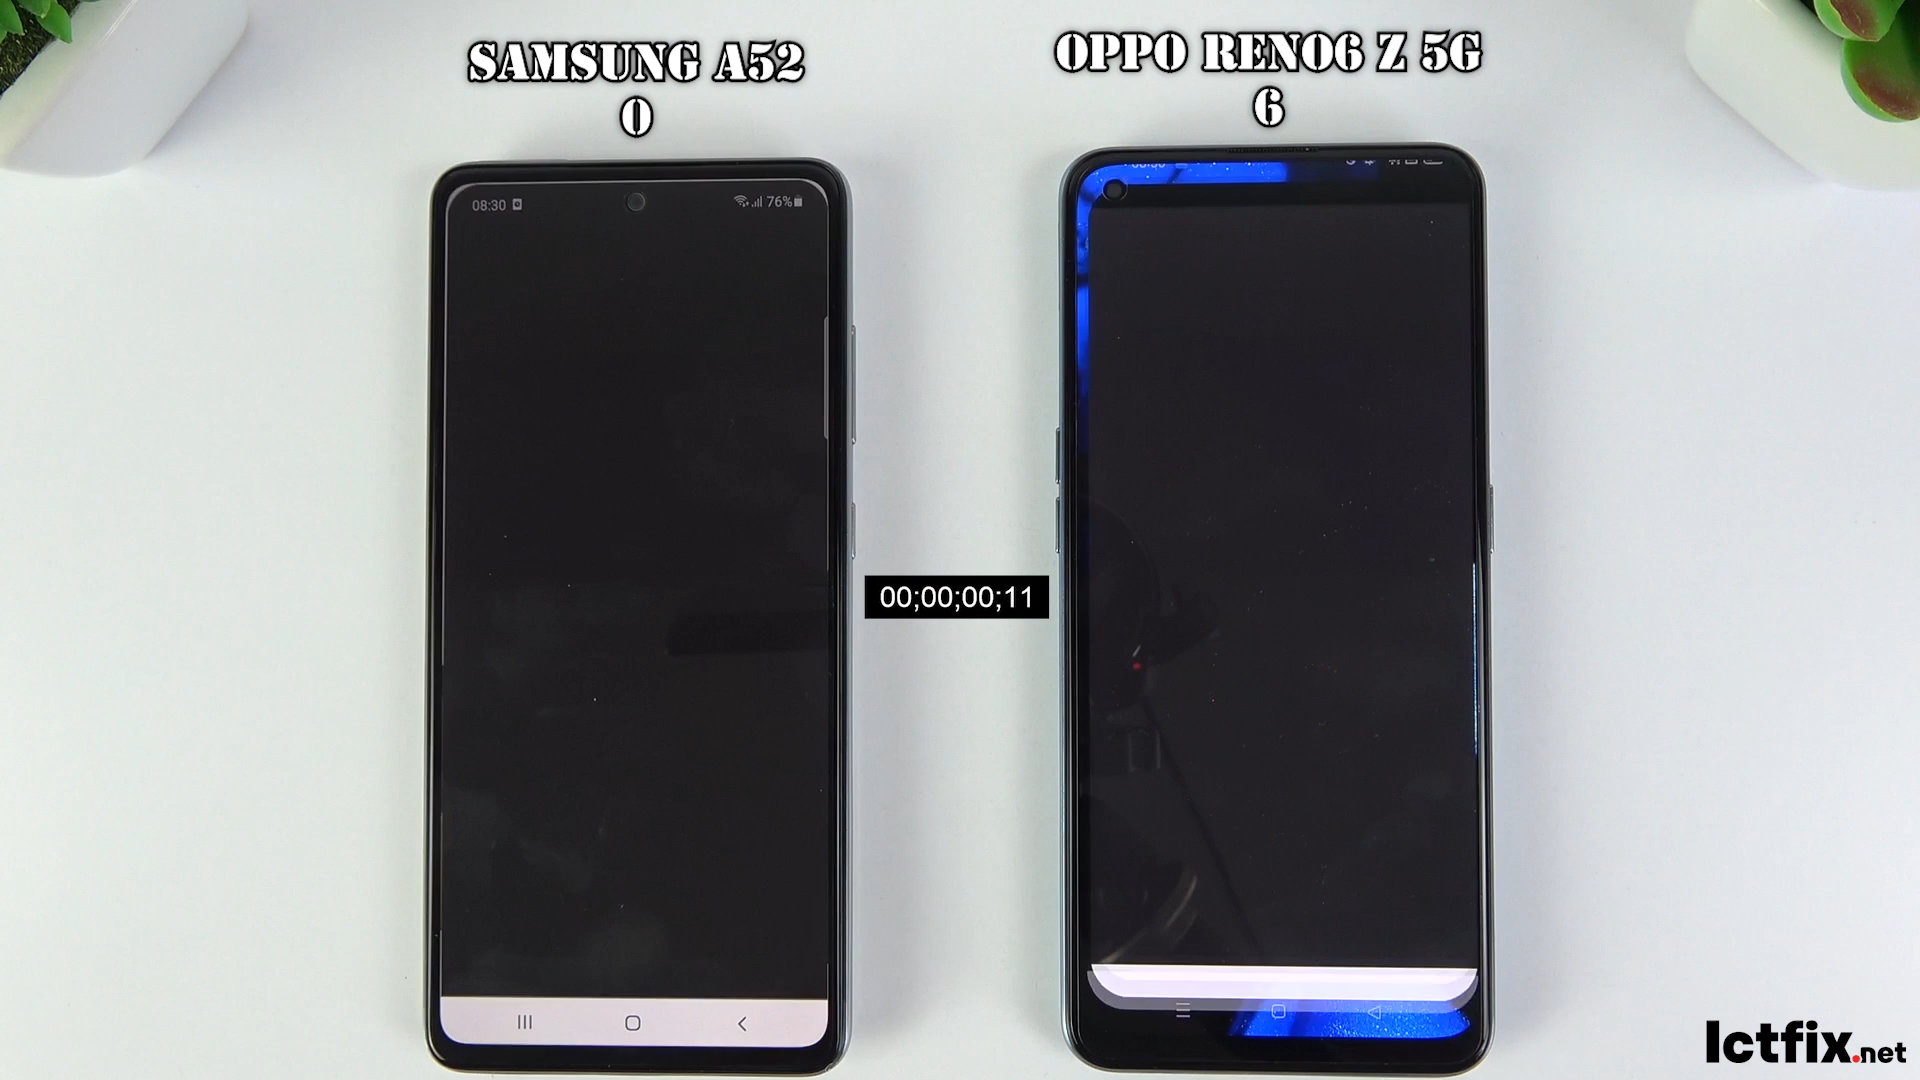 SAMSUNG A52
0
OPPO RENO6 Z 5G
6
08:30
76%
00;00;00;11
Ictfix.net